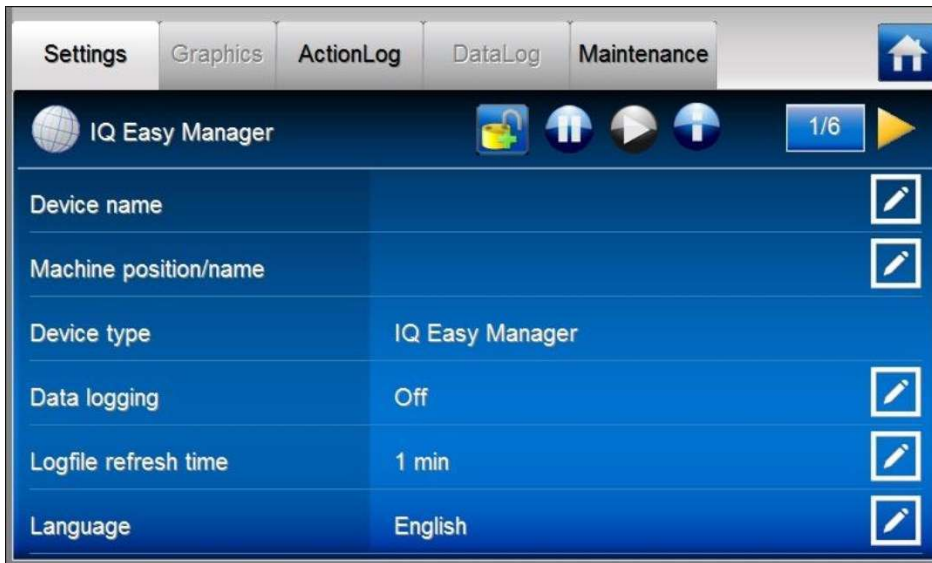 Settings Graphics ActionLog DataLog Maintenance
IQ Easy Manager 1/6
Device name
Machine position/name
Device type IQ Easy Manager
Data logging Off
Logfile refresh time 1 min
Language English